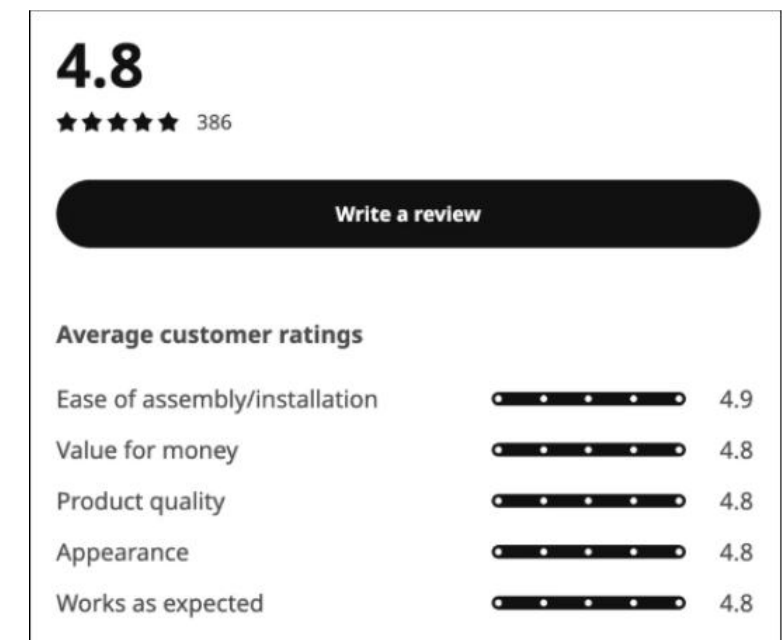 4.8
386
Write a review
Average customer ratings
Ease of assembly/installation 4.9
Value for money 4.8
Product quality 4.8
Appearance 4.8
Works as expected 4.8